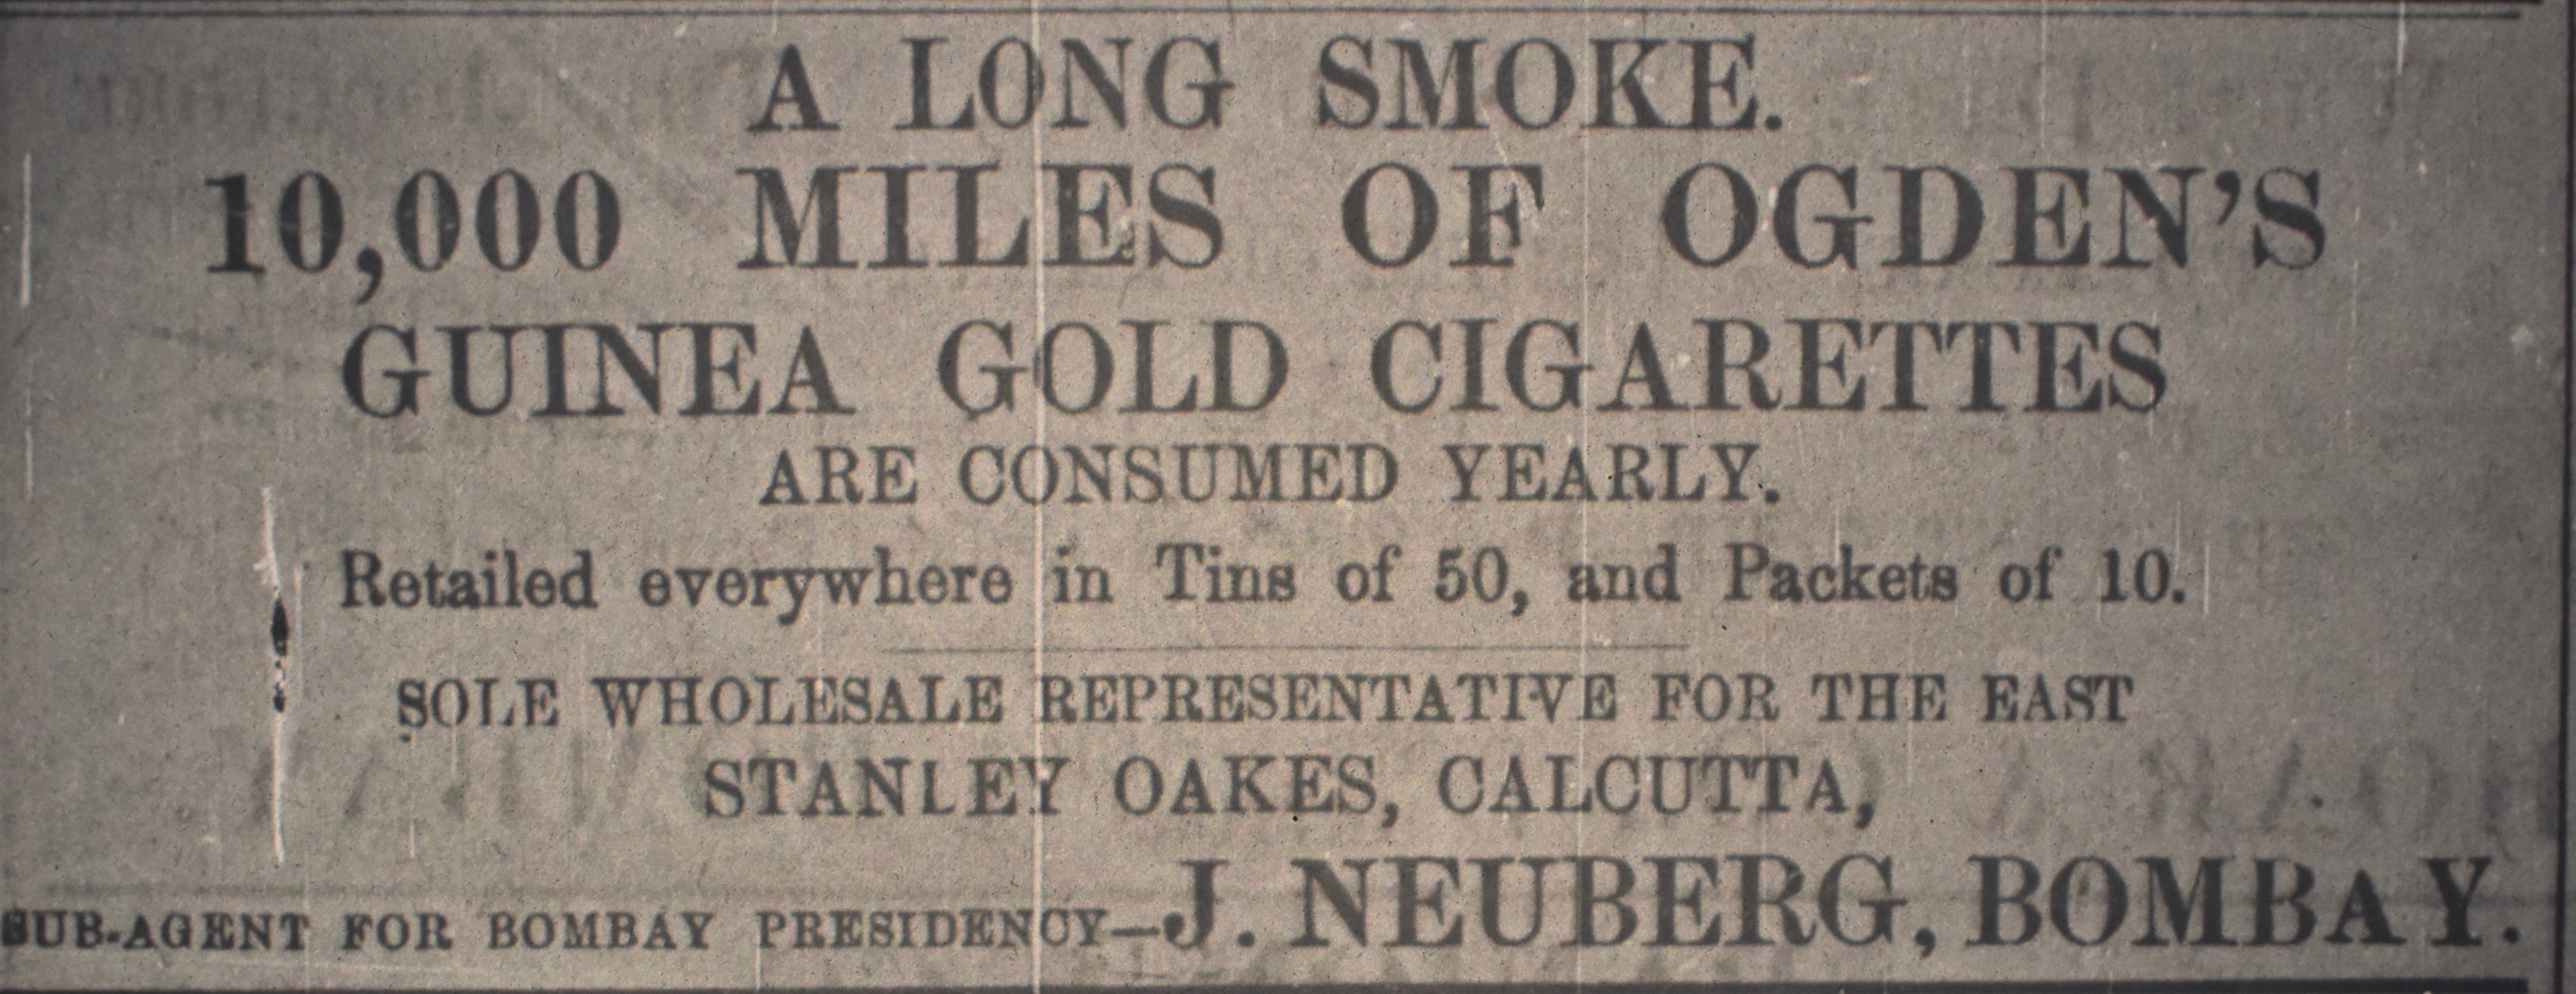 A LONG SMOKE.
10,000 MILES OF OGDEN'S
GUINEA GOLD CIGARETTES
ARE CONSUMED YEARLY.
Retailed everywhere in Tins of 50, and Packets of 10.
SOLE WHOLESALE REPRESENTATIVE FOR THE EAST
STANLEY OAKES, CALCUTTA,
SUB-AGENT FOR BOMBAY PRESIDENCY—J. NEUBERG, BOMBAY.